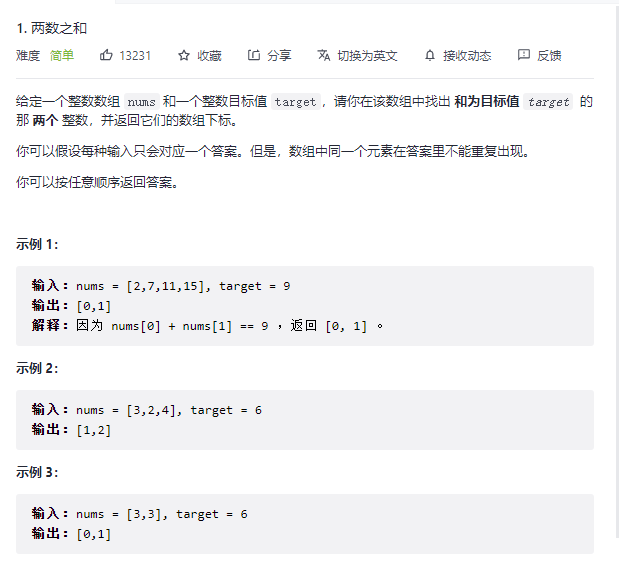 1. 两数之和
难度 简单 13231 收藏 分享 切换为英文 接收动态 反馈
给定一个整数数组 nums 和一个整数目标值 target，请你在该数组中找出 和为目标值 target 的
那 两个 整数，并返回它们的数组下标。
你可以假设每种输入只会对应一个答案。但是，数组中同一个元素在答案里不能重复出现。
你可以按任意顺序返回答案。
示例 1：
输入：nums = [2,7,11,15], target = 9
输出：[0,1]
解释：因为 nums[0] + nums[1] == 9 ，返回 [0, 1] 。
示例 2：
输入：nums = [3,2,4], target = 6
输出：[1,2]
示例 3：
输入：nums = [3,3], target = 6
输出：[0,1]